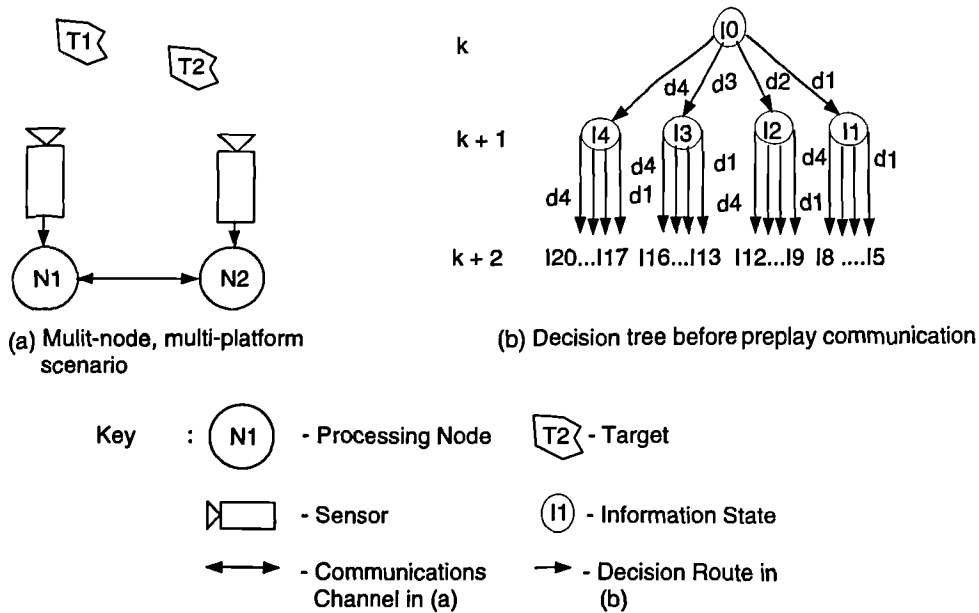 T1
T2
N1
N2
(a) Mulit-node, multi-platform
scenario
k
I0
d4
d3
d2
d1
k + 1
I4
I3
I2
I1
d4
d4
d1
d1
d4
d1
d4
d1
k + 2
I20...I17
I16...I13
I12...I9
I8 ....I5
(b) Decision tree before preplay communication
Key :
N1
- Processing Node
T2
- Target
- Sensor
I1
- Information State
- Communications
Channel in (a)
- Decision Route in
(b)